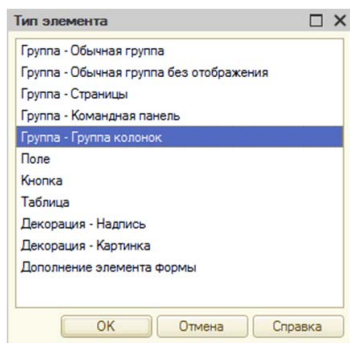 Тип элемента
Группа - Обычная группа
Группа - Обычная группа без отображения
Группа - Страницы
Группа - Командная панель
Группа - Группа колонок
Поле
Кнопка
Таблица
Декорация - Надпись
Декорация - Картинка
Дополнение элемента формы
ОК Отмена Справка